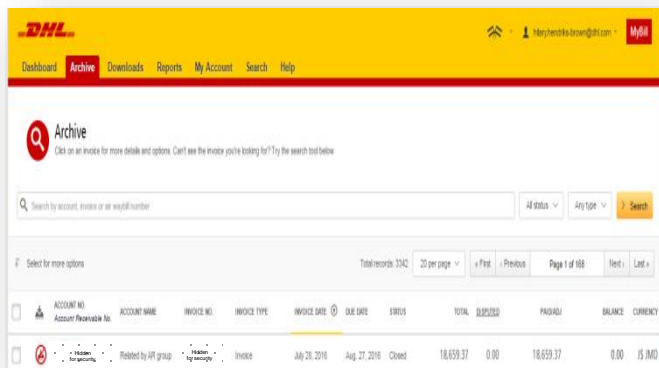 DHL
hilery.hendriks-brown@dhl.com
MyBill
Dashboard Archive Downloads Reports My Account Search Help
Archive
Click on an invoice for more details and options. Can't see the invoice you're looking for? Try the search tool below
Search by account, invoice or air waybill number
All status Any type Search
Select for more options Total records: 3342 20 per page « First ‹ Previous Page 1 of 168 Next › Last »
ACCOUNT NO.
Account Receivable No.
ACCOUNT NAME INVOICE NO. INVOICE TYPE INVOICE DATE DUE DATE STATUS TOTAL DISPUTED PAID/ADJ BALANCE CURRENCY
Hidden
for security
Related by AR group
Hidden
for security
Invoice July 28, 2016 Aug. 27, 2016 Closed 18,659.37 0.00 18,659.37 0.00 J$ JMD